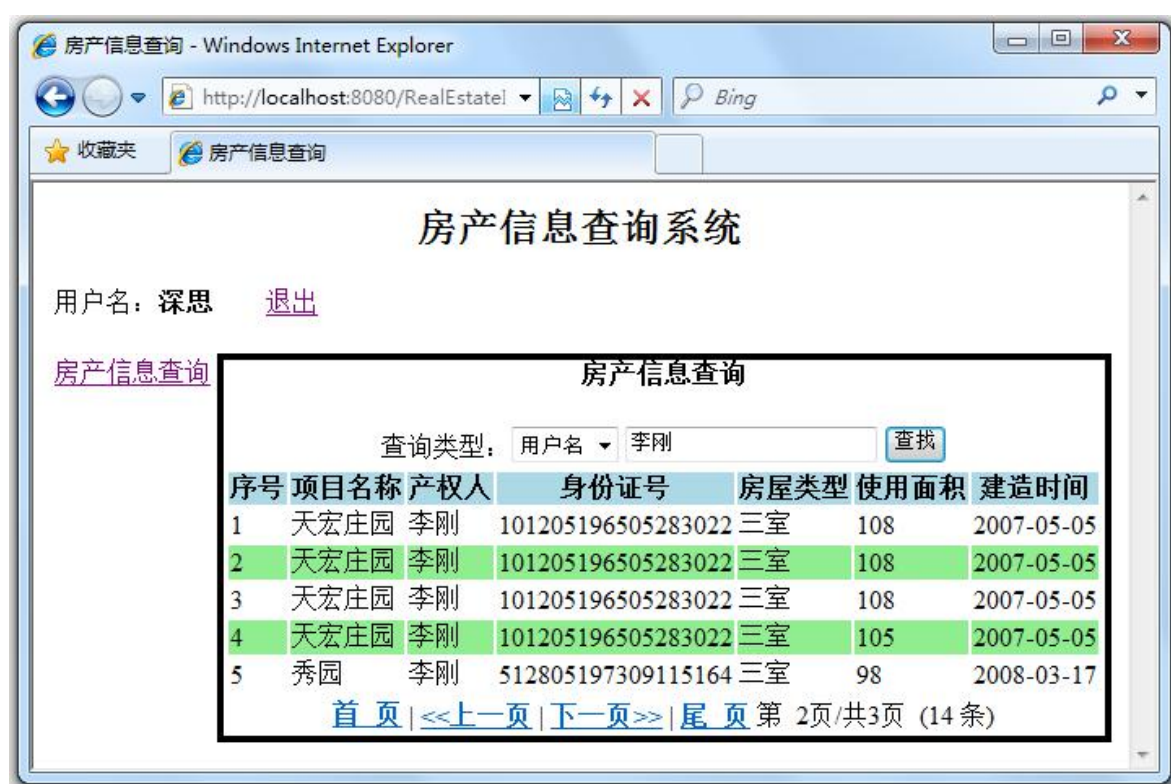 房产信息查询 - Windows Internet Explorer
http://localhost:8080/RealEstateI Bing
收藏夹 房产信息查询
房产信息查询系统
用户名：深思 退出
房产信息查询 房产信息查询
查询类型： 用户名 李刚 查找
序号 项目名称 产权人 身份证号 房屋类型 使用面积 建造时间
1 天宏庄园 李刚 101205196505283022 三室 108 2007-05-05
2 天宏庄园 李刚 101205196505283022 三室 108 2007-05-05
3 天宏庄园 李刚 101205196505283022 三室 108 2007-05-05
4 天宏庄园 李刚 101205196505283022 三室 105 2007-05-05
5 秀园 李刚 512805197309115164 三室 98 2008-03-17
首 页 | <<上一页 | 下一页>> | 尾 页 第 2页/共3页 (14 条)